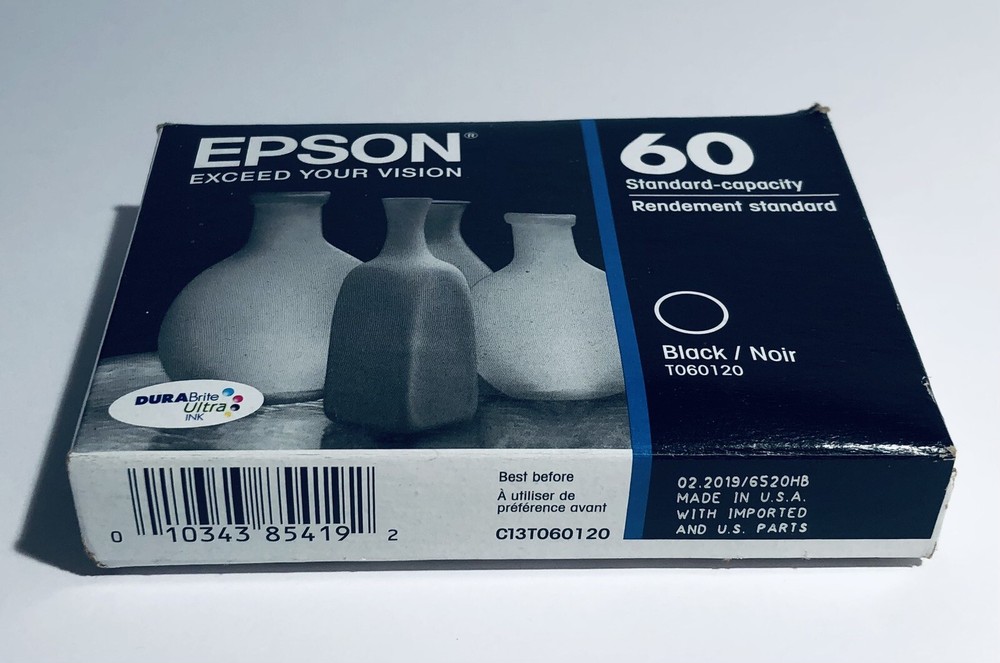 EPSON®
EXCEED YOUR VISION
60
Standard-capacity
Rendement standard
Black / Noir
T060120
DURABrite
Ultra
INK
0 10343 85419 2
Best before
À utiliser de
préférence avant
C13T060120
02.2019/6520HB
MADE IN U.S.A.
WITH IMPORTED
AND U.S. PARTS